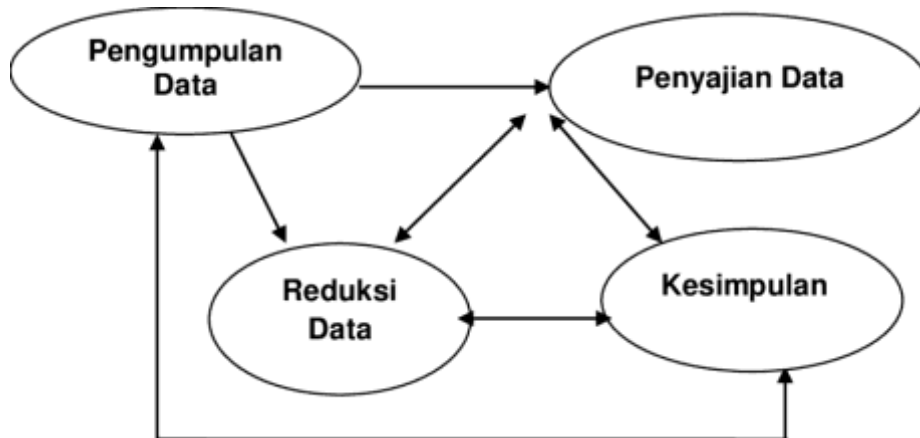 Pengumpulan
Data
Penyajian Data
Reduksi
Data
Kesimpulan